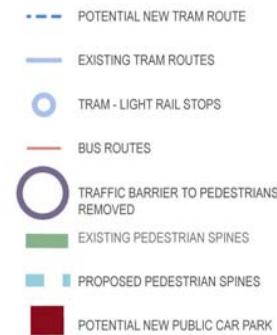 POTENTIAL NEW TRAM ROUTE
EXISTING TRAM ROUTES
TRAM - LIGHT RAIL STOPS
BUS ROUTES
TRAFFIC BARRIER TO PEDESTRIANS
REMOVED
EXISTING PEDESTRIAN SPINES
PROPOSED PEDESTRIAN SPINES
POTENTIAL NEW PUBLIC CAR PARK